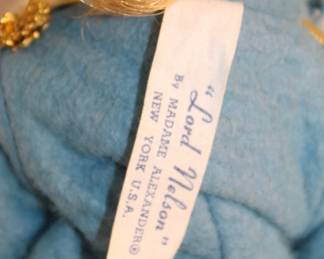 "Lord Nelson"
By MADAME ALEXANDER®
NEW YORK U.S.A.